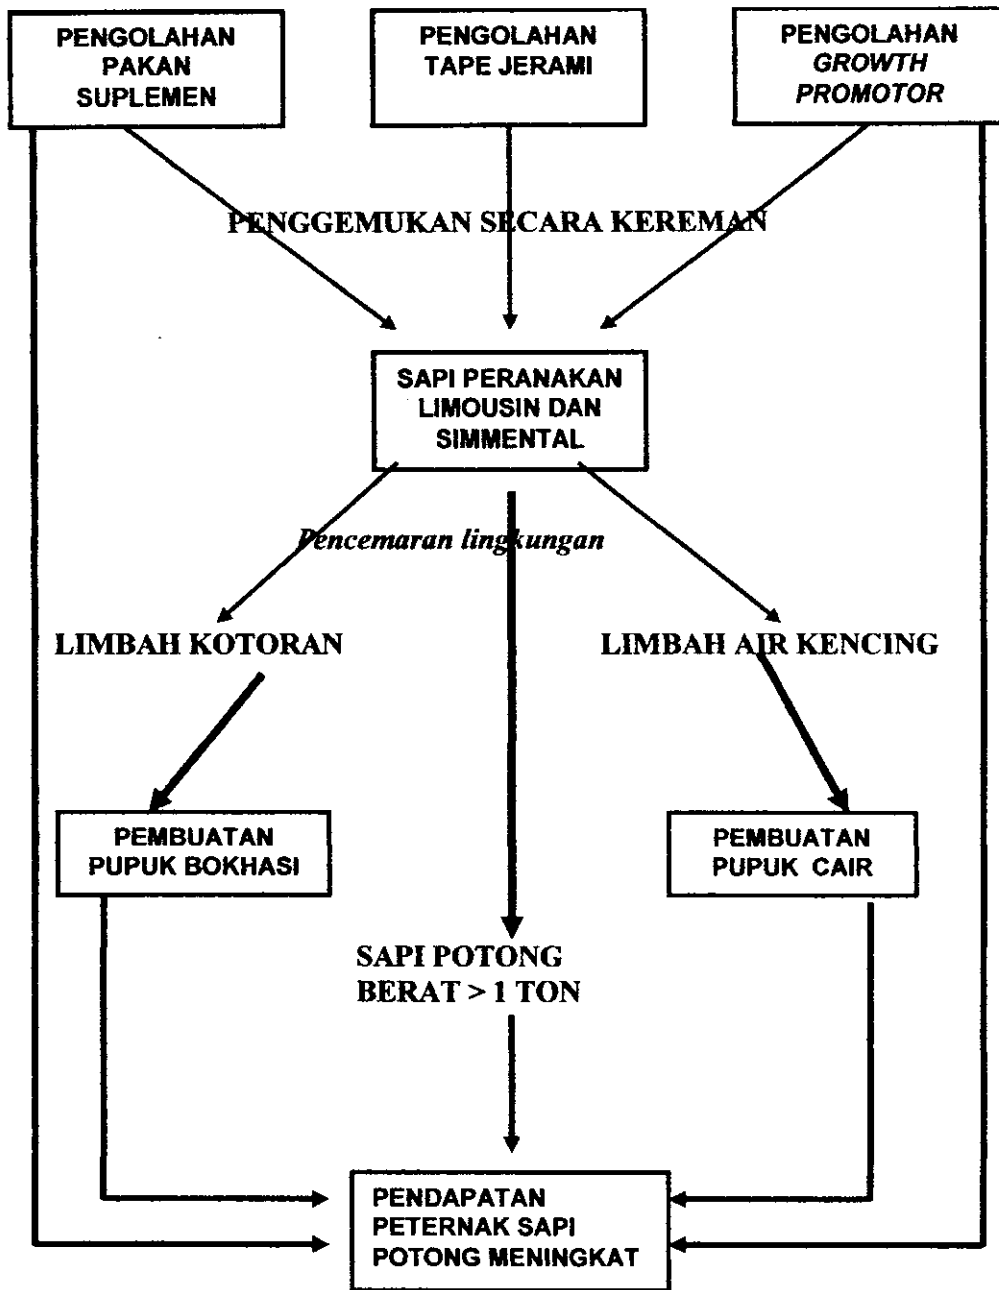 PENGOLAHAN
PAKAN
SUPLEMEN
PENGOLAHAN
TAPE JERAMI
PENGOLAHAN
GROWTH
PROMOTOR
PENGGEMUKAN SECARA KEREMAN
SAPI PERANAKAN
LIMOUSIN DAN
SIMMENTAL
Pencemaran lingkungan
LIMBAH KOTORAN
LIMBAH AIR KENCING
PEMBUATAN
PUPUK BOKHASI
PEMBUATAN
PUPUK CAIR
SAPI POTONG
BERAT > 1 TON
PENDAPATAN
PETERNAK SAPI
POTONG MENINGKAT